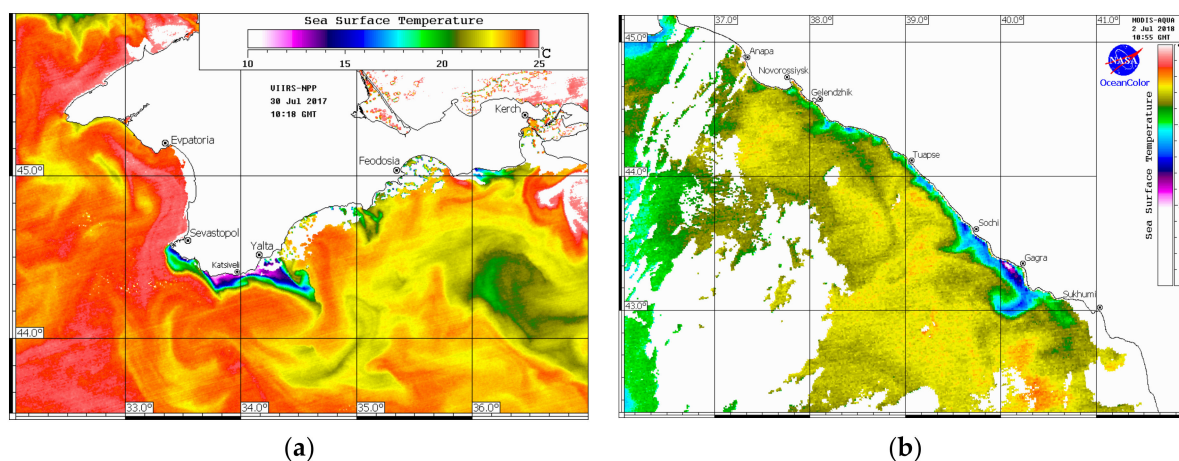 Sea Surface Temperature
10 15 20 25
°C
VIIRS-NPP
30 Jul 2017
10:18 GMT
Kerch
Evpatoria
Feodosia
45.0°
Sevastopol
Yalta
Katsiveli
44.0°
33.0° 34.0° 35.0° 36.0°
(a)
37.0° 38.0° 39.0° 40.0° 41.0°
MODIS-AQUA
2 Jul 2018
10:55 GMT
45.0°
Anapa
NASA
Novorossiysk
OceanColor
Gelendzhik
Sea Surface Temperature
Tuapse
44.0°
Sochi
Gagra
Sukhumi
43.0°
(b)